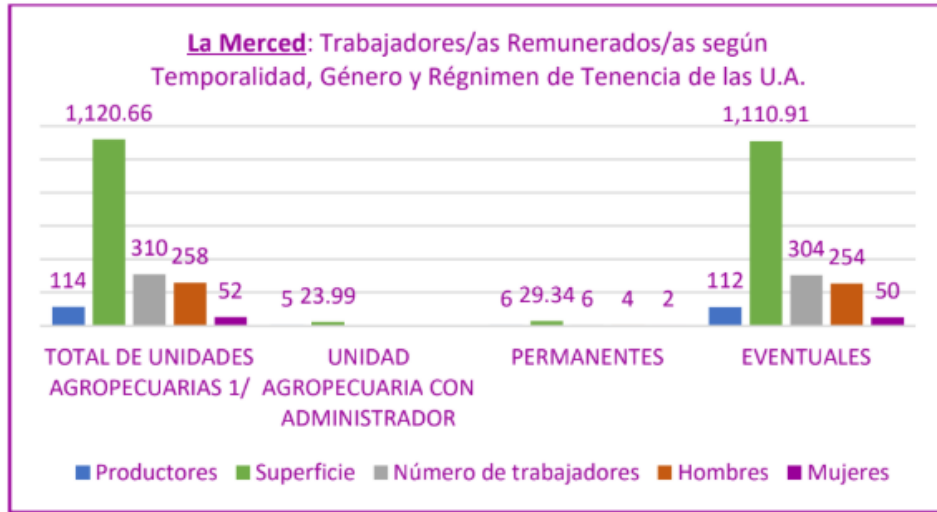 La Merced: Trabajadores/as Remunerados/as según
Temporalidad, Género y Régnimen de Tenencia de las U.A.
1,120.66
1,110.91
310
258
114
52
5 23.99
6 29.34 6 4 2
304
254
112
50
TOTAL DE UNIDADES
AGROPECUARIAS 1/
UNIDAD
AGROPECUARIA CON
ADMINISTRADOR
PERMANENTES
EVENTUALES
Productores Superficie Número de trabajadores Hombres Mujeres